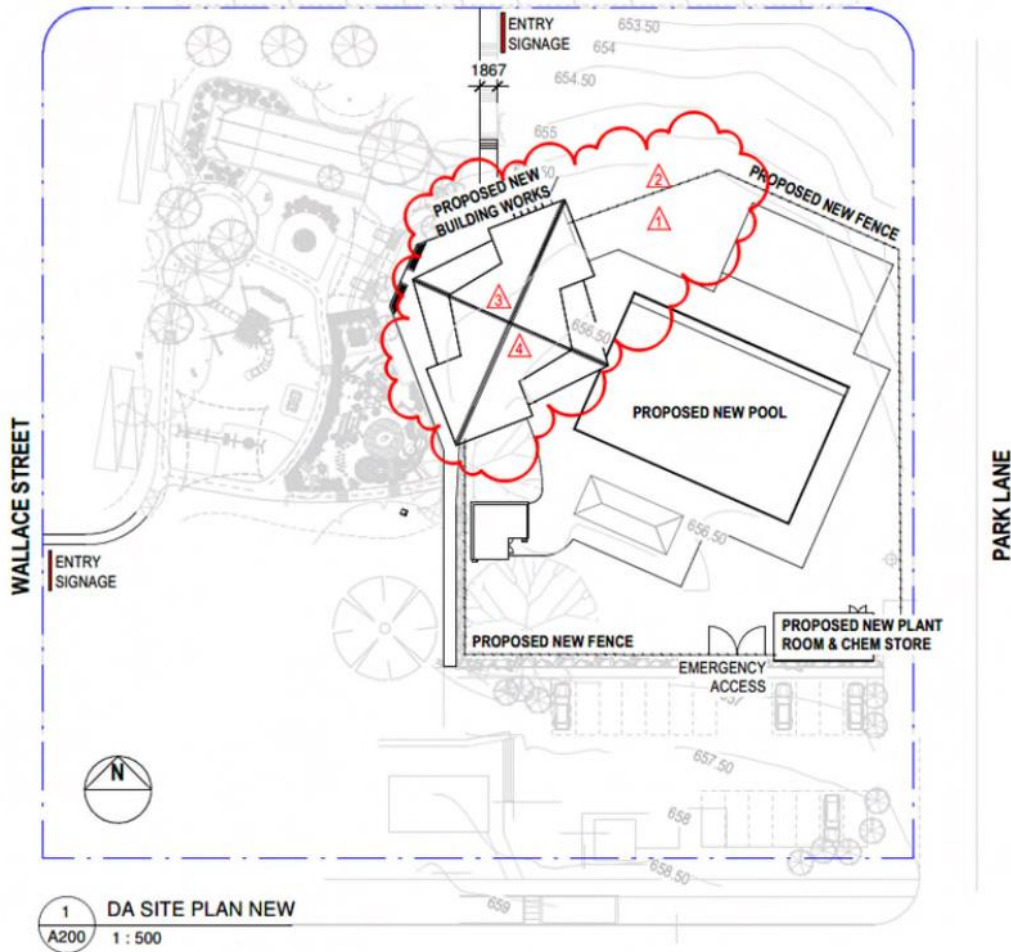 ENTRY
SIGNAGE
653.50
654
1867
654.50
655
PROPOSED NEW
BUILDING WORKS
50
2
PROPOSED NEW FENCE
1
3
656.50
4
PROPOSED NEW POOL
WALLACE STREET
PARK LANE
656.50
ENTRY
SIGNAGE
PROPOSED NEW FENCE
PROPOSED NEW PLANT
ROOM & CHEM STORE
EMERGENCY
ACCESS
657.50
N
658
658.50
659
1
A200
DA SITE PLAN NEW
1 : 500